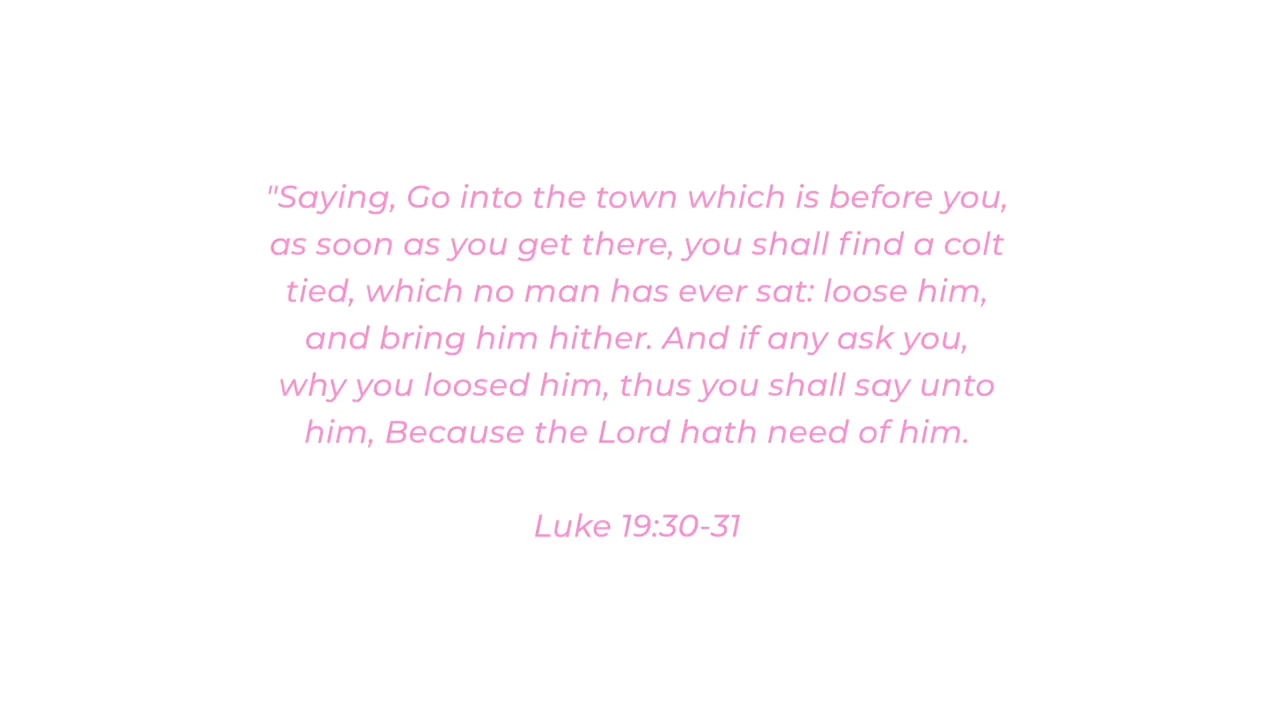 "Saying, Go into the town which is before you,
as soon as you get there, you shall find a colt
tied, which no man has ever sat: loose him,
and bring him hither. And if any ask you,
why you loosed him, thus you shall say unto
him, Because the Lord hath need of him.
Luke 19:30-31